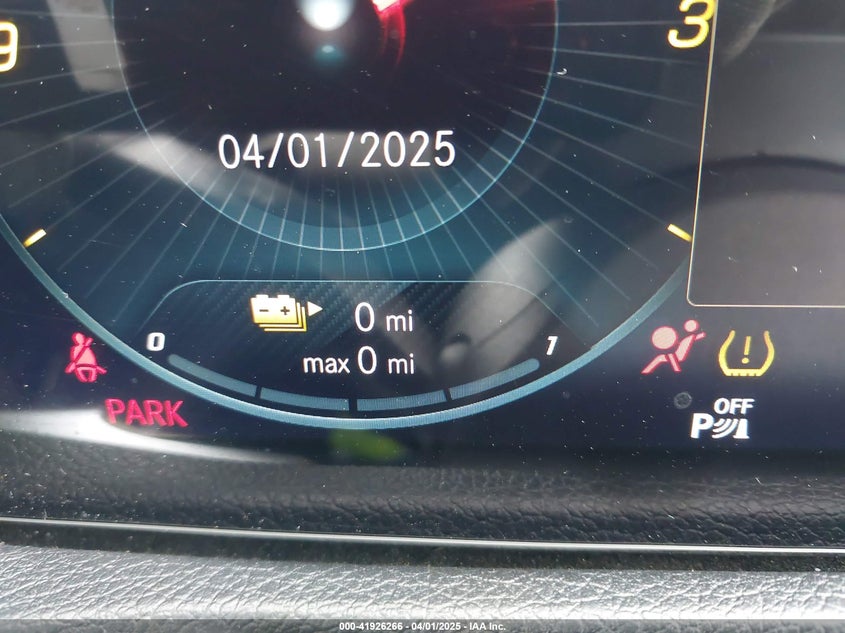 9
3
04/01/2025
0 mi
0
1
max 0 mi
PARK
OFF
P
000-41926266 - 04/01/2025 - IAA Inc.